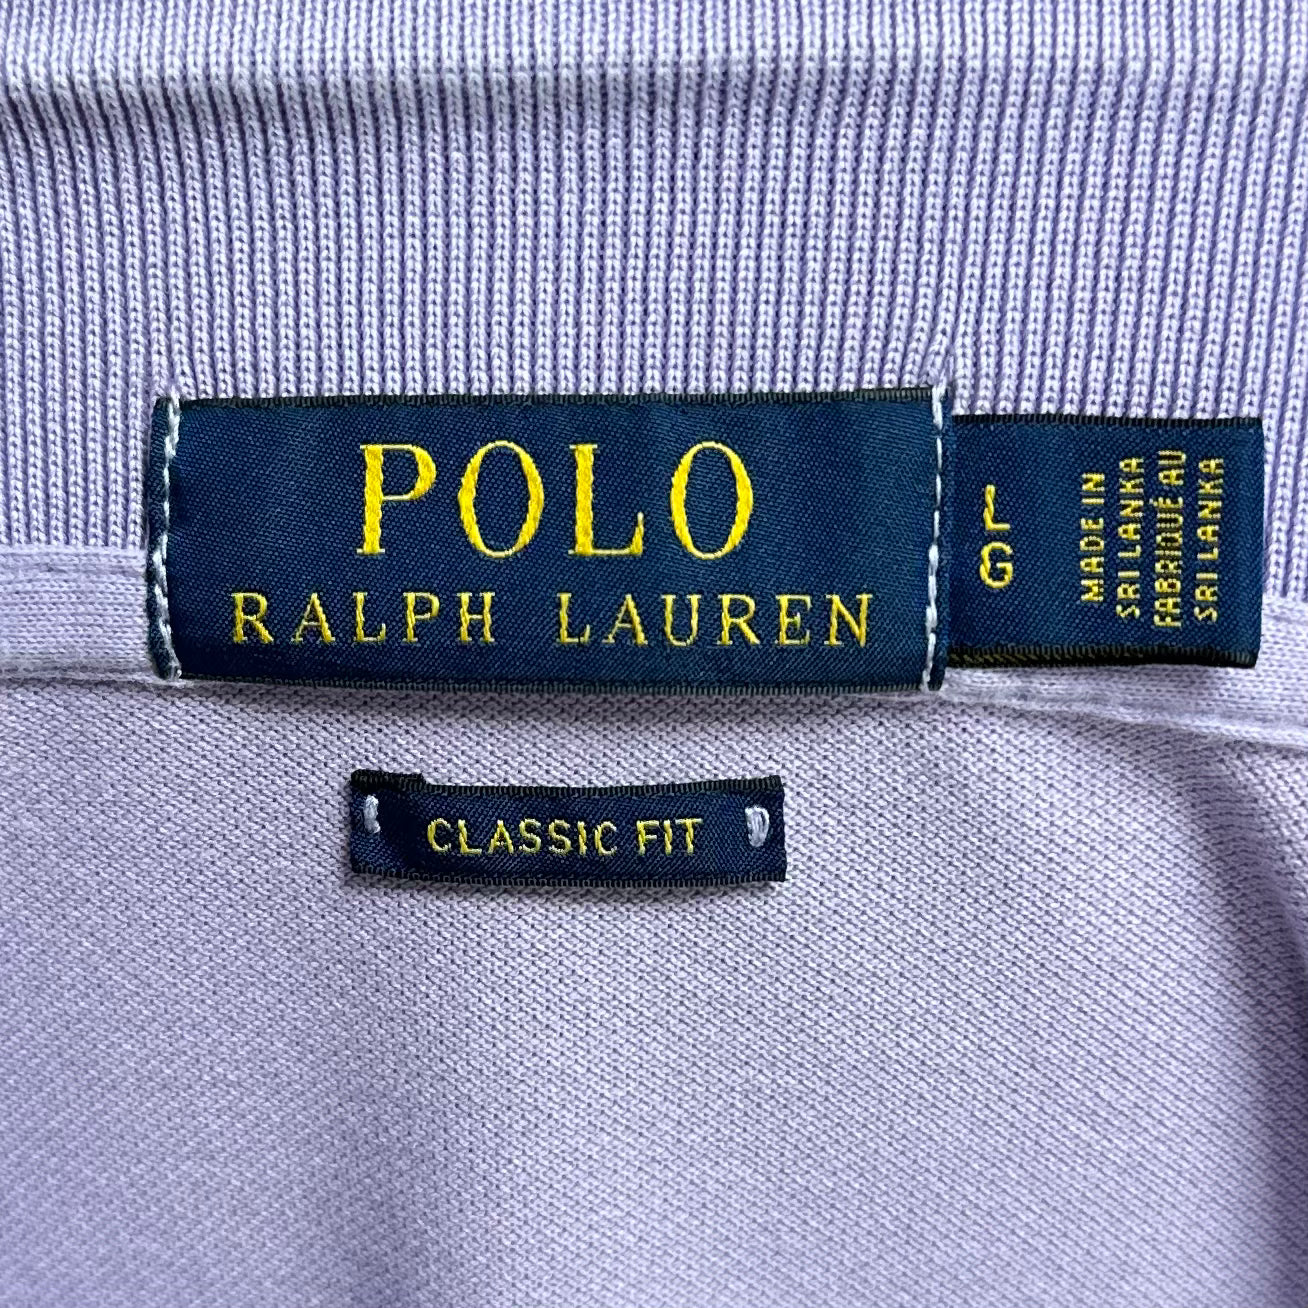 POLO
RALPH LAUREN
L
G
MADE IN
SRI LANKA
FABRIQUÉ AU
SRI LANKA
CLASSIC FIT